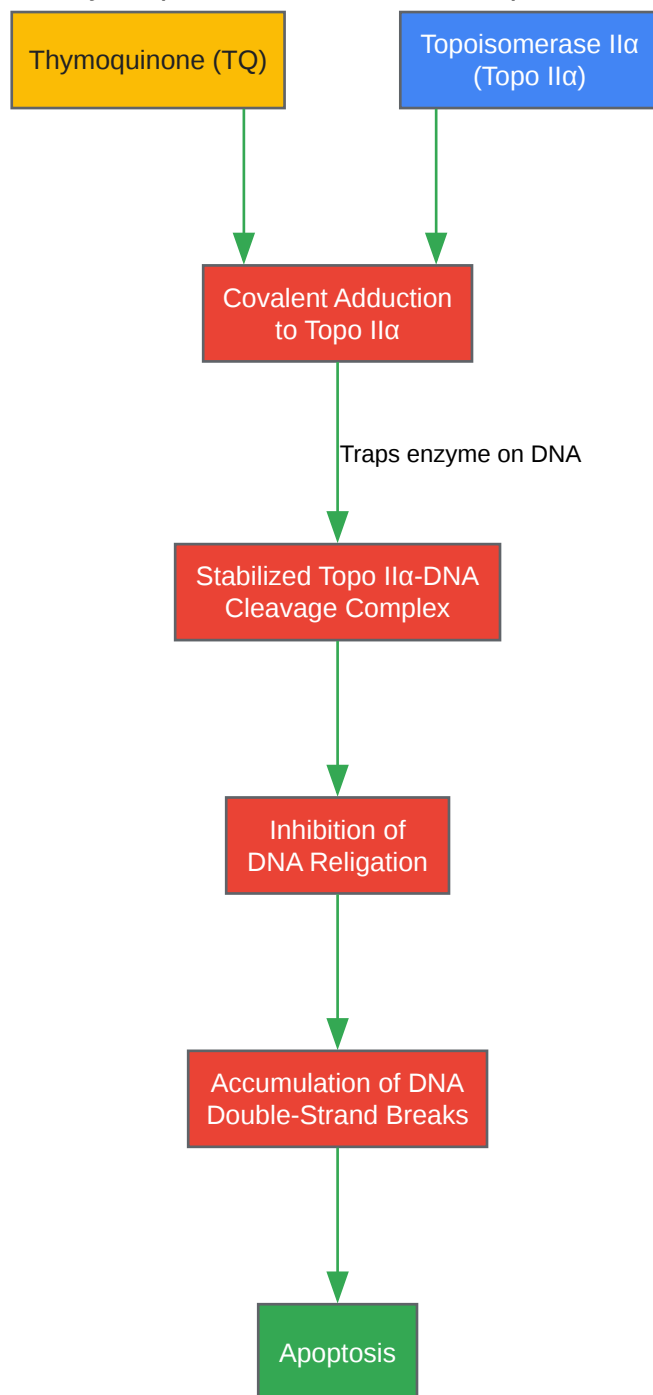 Thymoquinone (TQ)
Topoisomerase IIα
(Topo IIα)
Covalent Adduction
to Topo IIα
Traps enzyme on DNA
Stabilized Topo IIα-DNA
Cleavage Complex
Inhibition of
DNA Religation
Accumulation of DNA
Double-Strand Breaks
Apoptosis